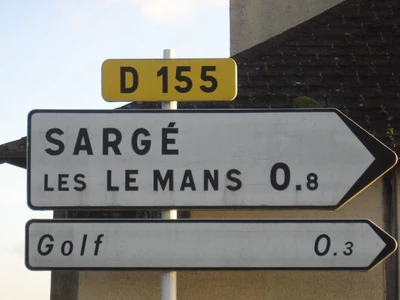 D 155
SARGÉ
LES LE MANS 0.8
Golf 0.3